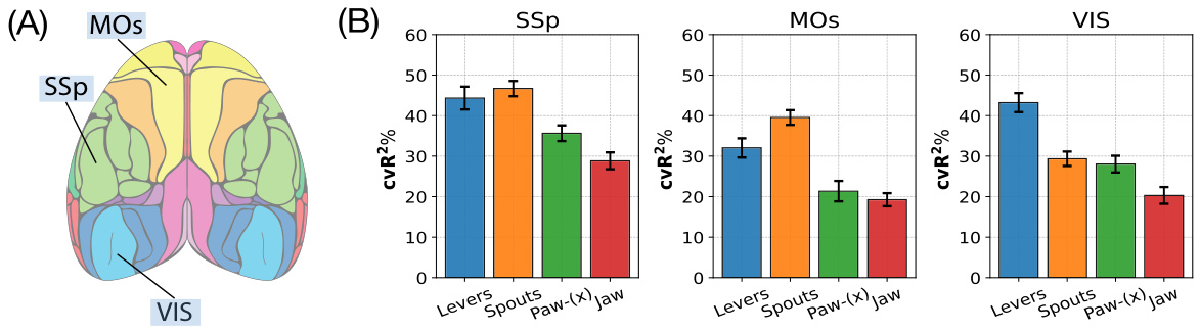 (A)
MOs
SSp
VIS
(B)
SSp
cvR²%
60
50
40
30
20
10
0
Levers
Spouts
Paw-(x)
Jaw
MOs
cvR²%
60
50
40
30
20
10
0
Levers
Spouts
Paw-(x)
Jaw
VIS
cvR²%
60
50
40
30
20
10
0
Levers
Spouts
Paw-(x)
Jaw